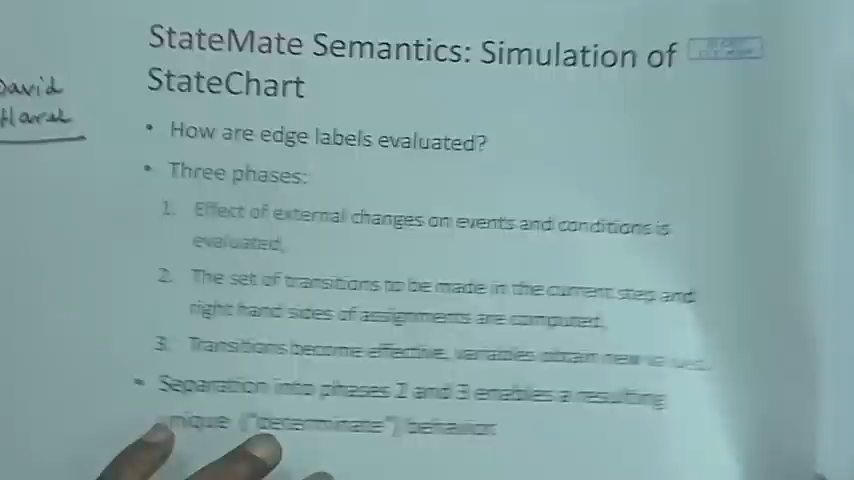 StateMate Semantics: Simulation of
StateChart
David
Harel
• How are edge labels evaluated?
• Three phases:
1. Effect of external changes on events and conditions is
evaluated,
2. The set of transitions to be made in the current step and
right hand sides of assignments are computed,
3. Transitions become effective, variables obtain new values.
• Separation into phases 2 and 3 enables a resulting
nique ("determinate") behavior.